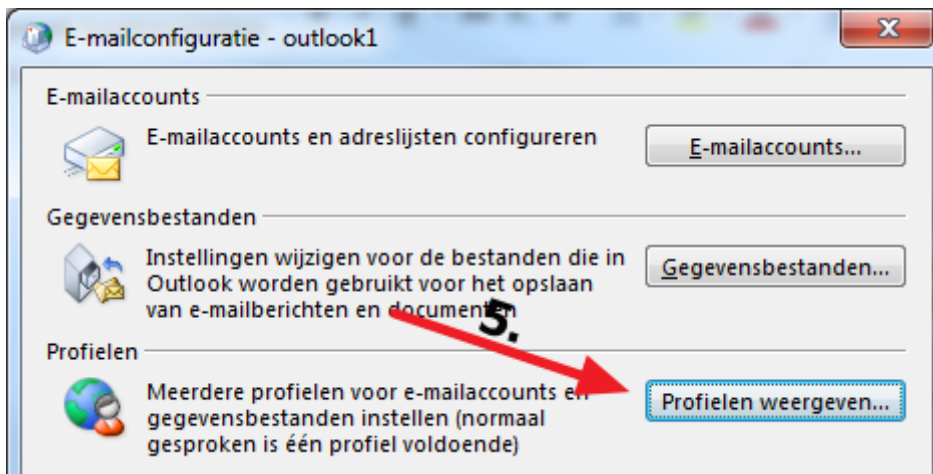 E-mailconfiguratie - outlook1
E-mailaccounts
E-mailaccounts en adreslijsten configureren
E-mailaccounts...
Gegevensbestanden
Instellingen wijzigen voor de bestanden die in
Outlook worden gebruikt voor het opslaan
van e-mailberichten en documenten
Gegevensbestanden...
5.
Profielen
Meerdere profielen voor e-mailaccounts en
gegevensbestanden instellen (normaal
gesproken is één profiel voldoende)
Profielen weergeven...